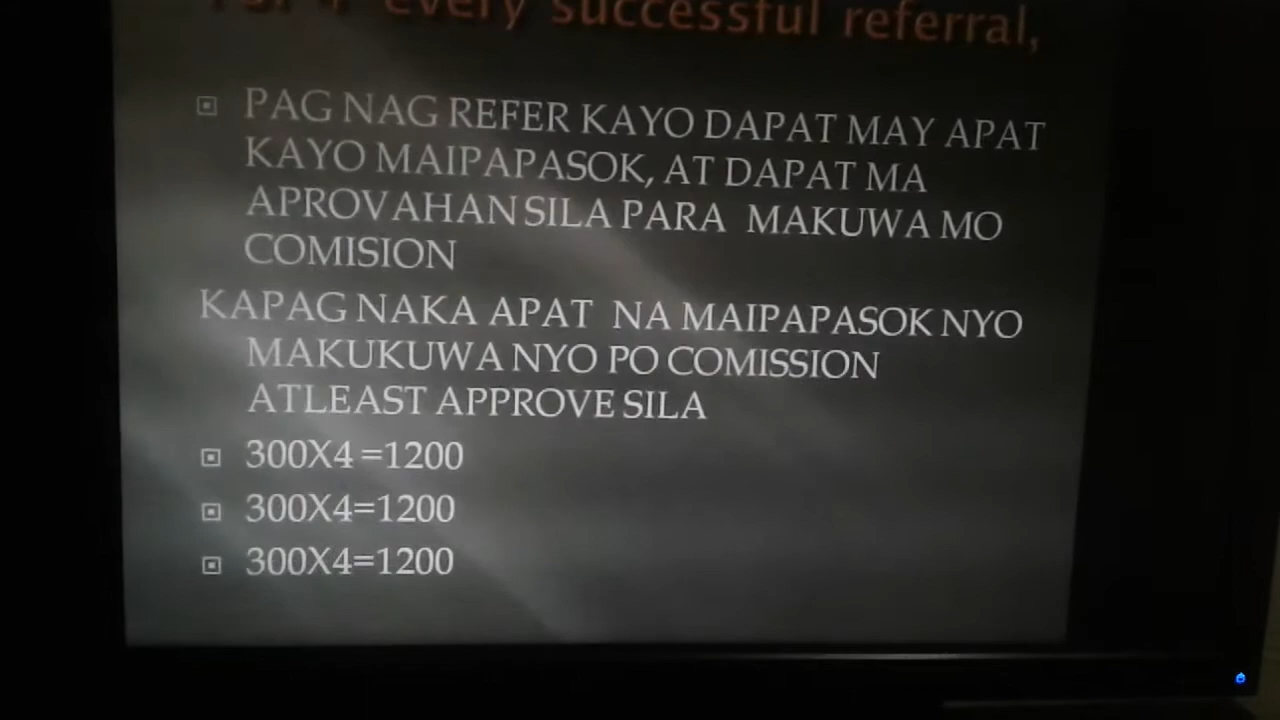 every successful referral,
PAG NAG REFER KAYO DAPAT MAY APAT
KAYO MAIPAPASOK, AT DAPAT MA
APROVAHAN SILA PARA MAKUWA MO
COMISION
KAPAG NAKA APAT NA MAIPAPASOK NYO
MAKUKUWA NYO PO COMISSION
ATLEAST APPROVE SILA
300X4 =1200
300X4=1200
300X4=1200